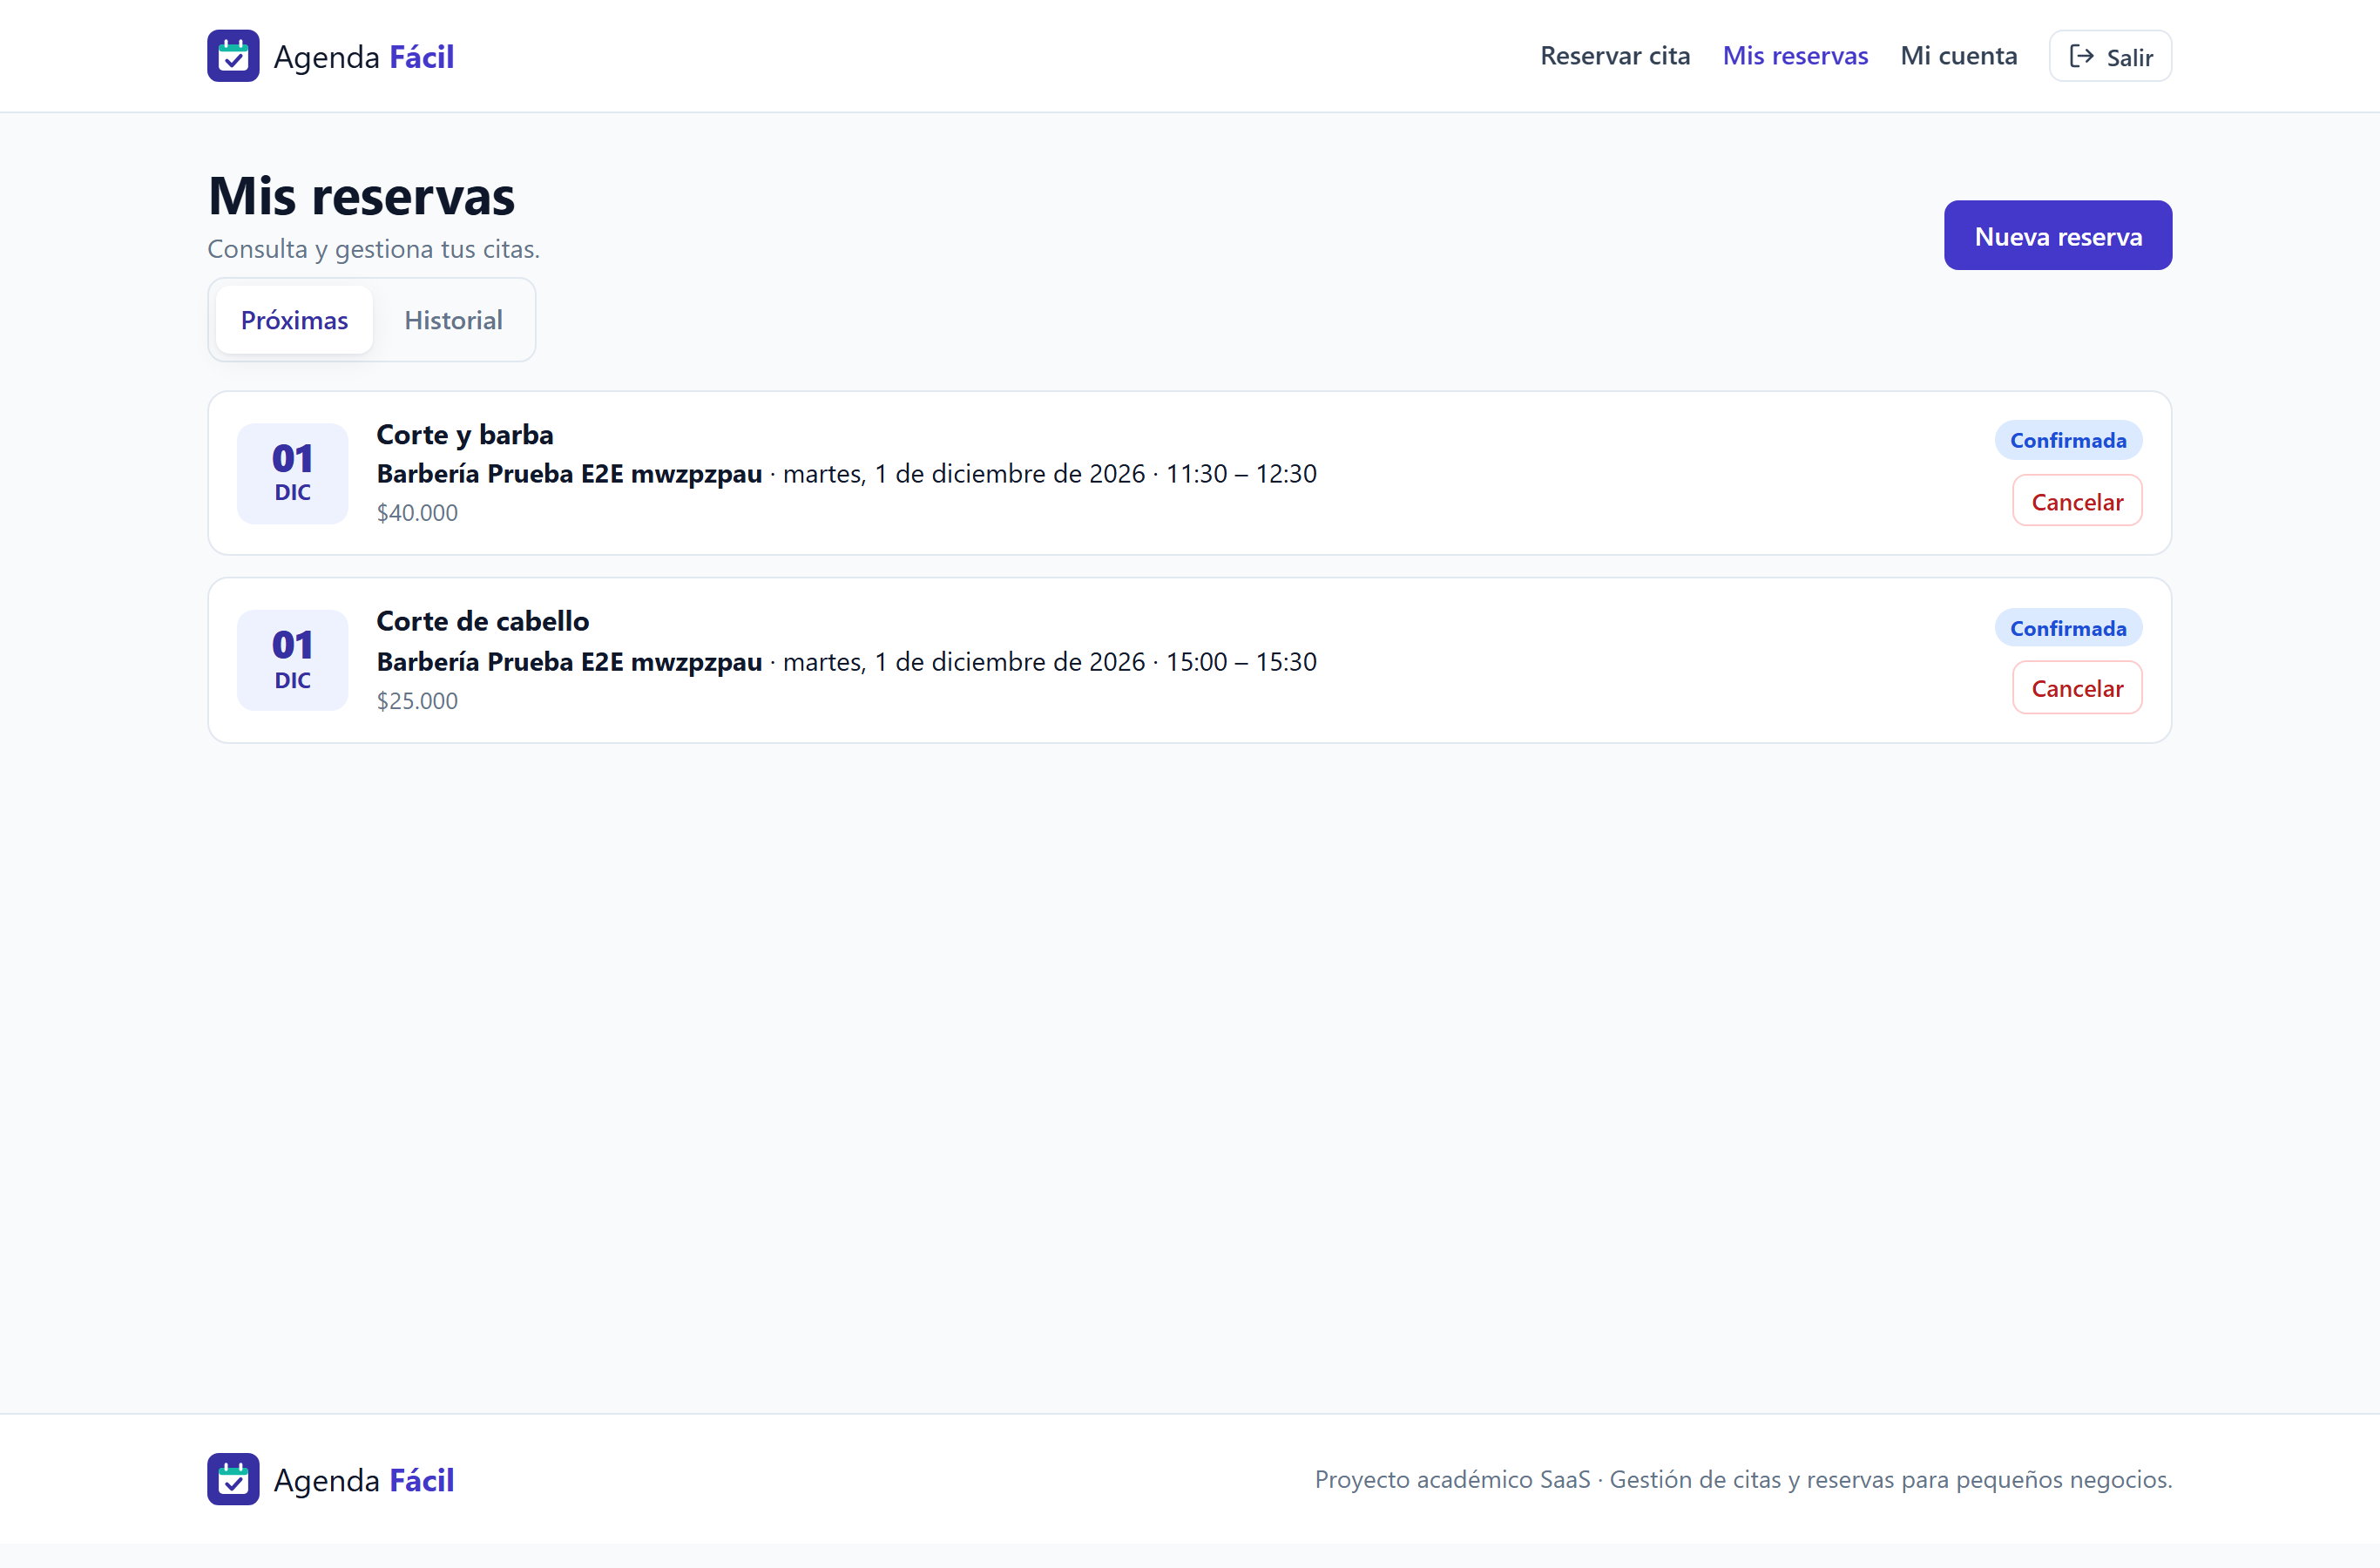 Agenda Fácil
Reservar cita
Mis reservas
Mi cuenta
Salir
Mis reservas
Consulta y gestiona tus citas.
Nueva reserva
Próximas
Historial
01
DIC
Corte y barba
Barbería Prueba E2E mwzpzpau · martes, 1 de diciembre de 2026 · 11:30 – 12:30
$40.000
Confirmada
Cancelar
01
DIC
Corte de cabello
Barbería Prueba E2E mwzpzpau · martes, 1 de diciembre de 2026 · 15:00 – 15:30
$25.000
Confirmada
Cancelar
Agenda Fácil
Proyecto académico SaaS · Gestión de citas y reservas para pequeños negocios.